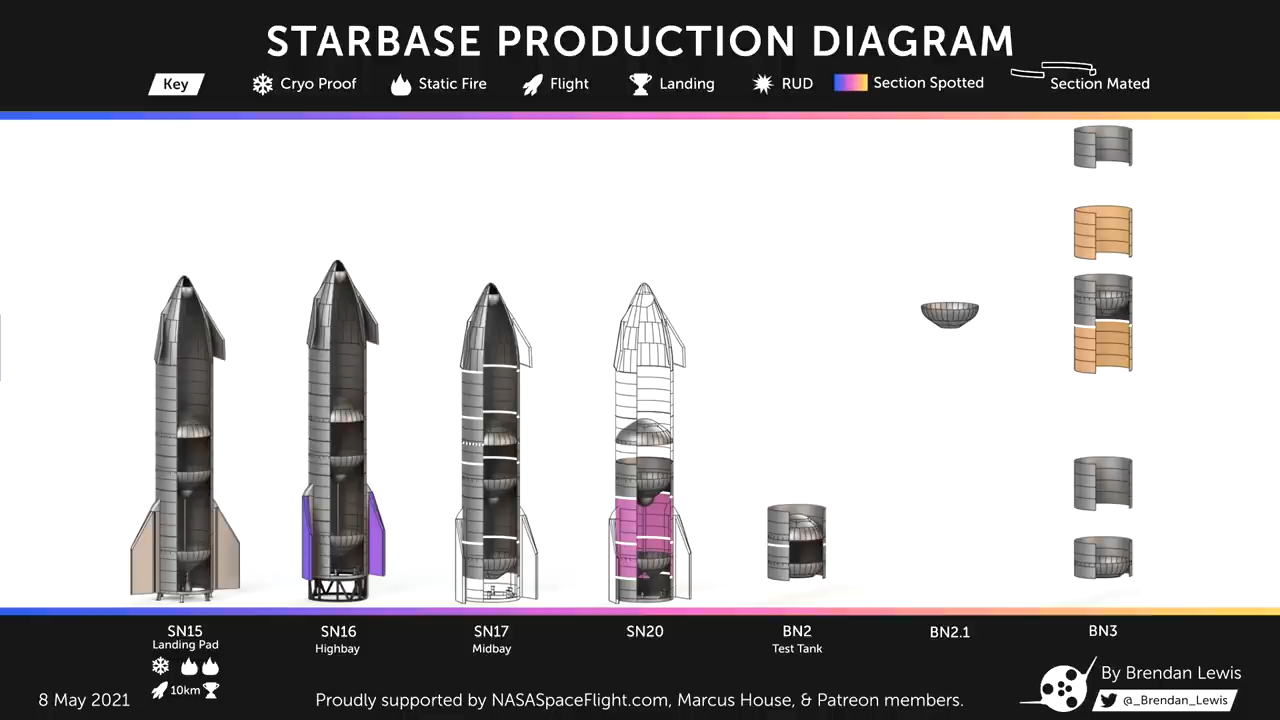 STARBASE PRODUCTION DIAGRAM
Key Cryo Proof Static Fire Flight Landing RUD Section Spotted Section Mated
SN15 SN16 SN17 SN20 BN2 BN2.1 BN3
Landing Pad Highbay Midbay Test Tank
10km
8 May 2021
Proudly supported by NASASpaceFlight.com, Marcus House, & Patreon members.
By Brendan Lewis
@_Brendan_Lewis